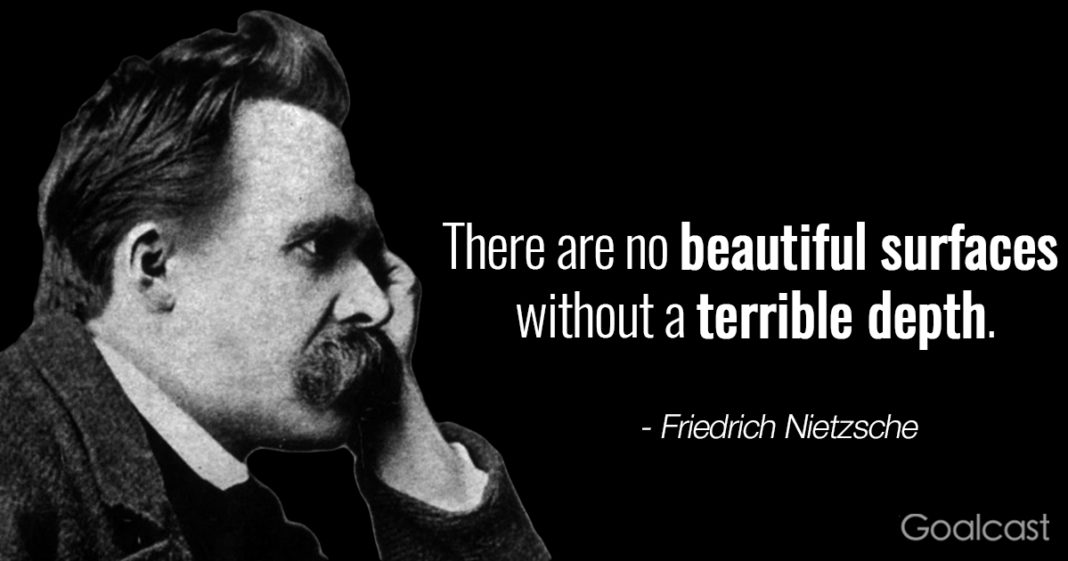 There are no beautiful surfaces
without a terrible depth.
- Friedrich Nietzsche
Goalcast